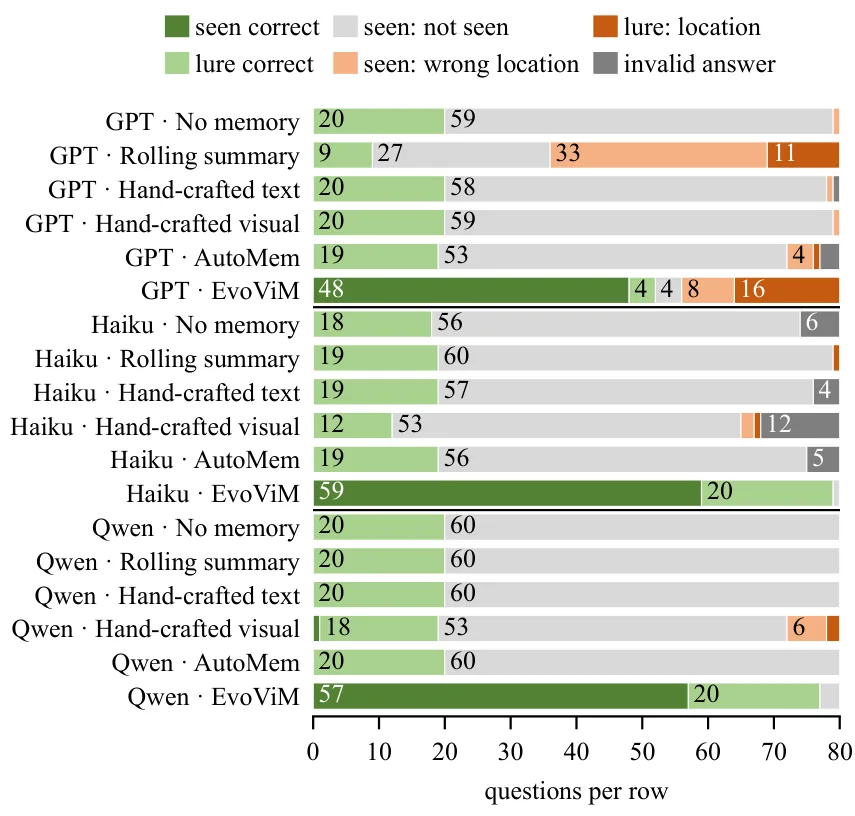 seen correct seen: not seen lure: location
lure correct seen: wrong location invalid answer
GPT · No memory 20 59
GPT · Rolling summary 9 27 33 11
GPT · Hand-crafted text 20 58
GPT · Hand-crafted visual 20 59
GPT · AutoMem 19 53 4
GPT · EvoViM 48 4 4 8 16
Haiku · No memory 18 56 6
Haiku · Rolling summary 19 60
Haiku · Hand-crafted text 19 57 4
Haiku · Hand-crafted visual 12 53 12
Haiku · AutoMem 19 56 5
Haiku · EvoViM 59 20
Qwen · No memory 20 60
Qwen · Rolling summary 20 60
Qwen · Hand-crafted text 20 60
Qwen · Hand-crafted visual 18 53 6
Qwen · AutoMem 20 60
Qwen · EvoViM 57 20
0 10 20 30 40 50 60 70 80
questions per row